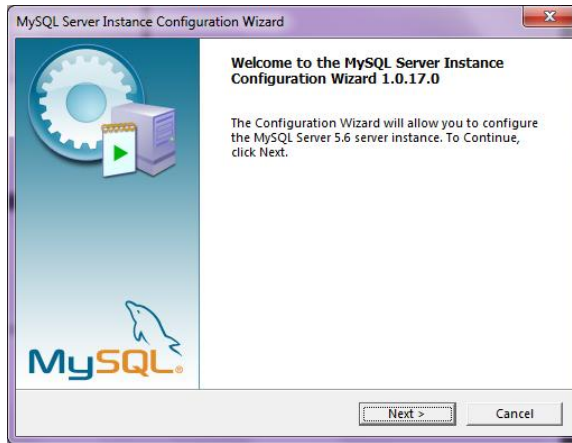 MySQL Server Instance Configuration Wizard
Welcome to the MySQL Server Instance
Configuration Wizard 1.0.17.0
The Configuration Wizard will allow you to configure
the MySQL Server 5.6 server instance. To Continue,
click Next.
MySQL®
Next >
Cancel